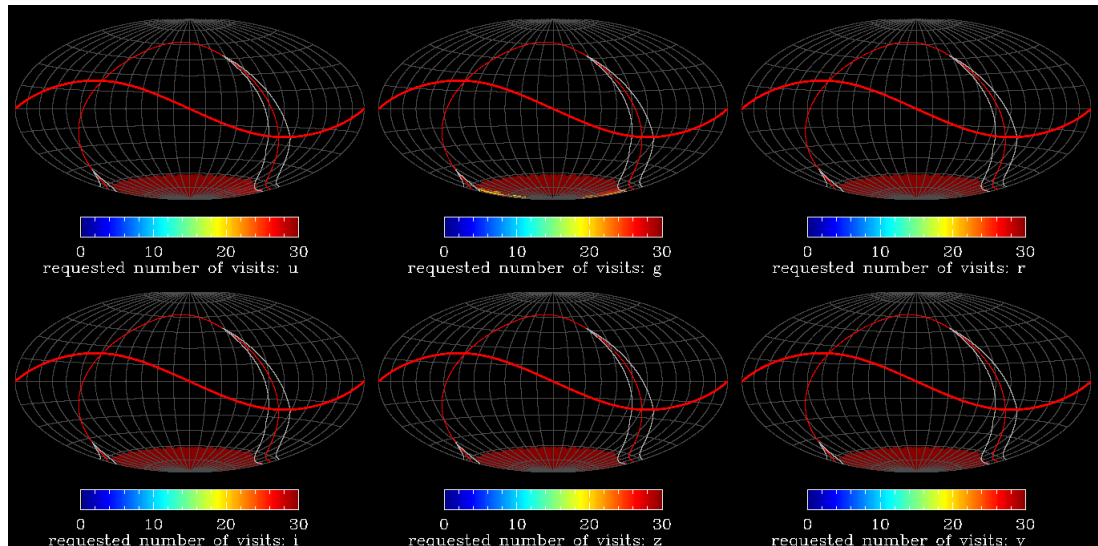 0 10 20 30 0 10 20 30 0 10 20 30
requested number of visits: u requested number of visits: g requested number of visits: r
0 10 20 30 0 10 20 30 0 10 20 30
requested number of visits: i requested number of visits: z requested number of visits: y